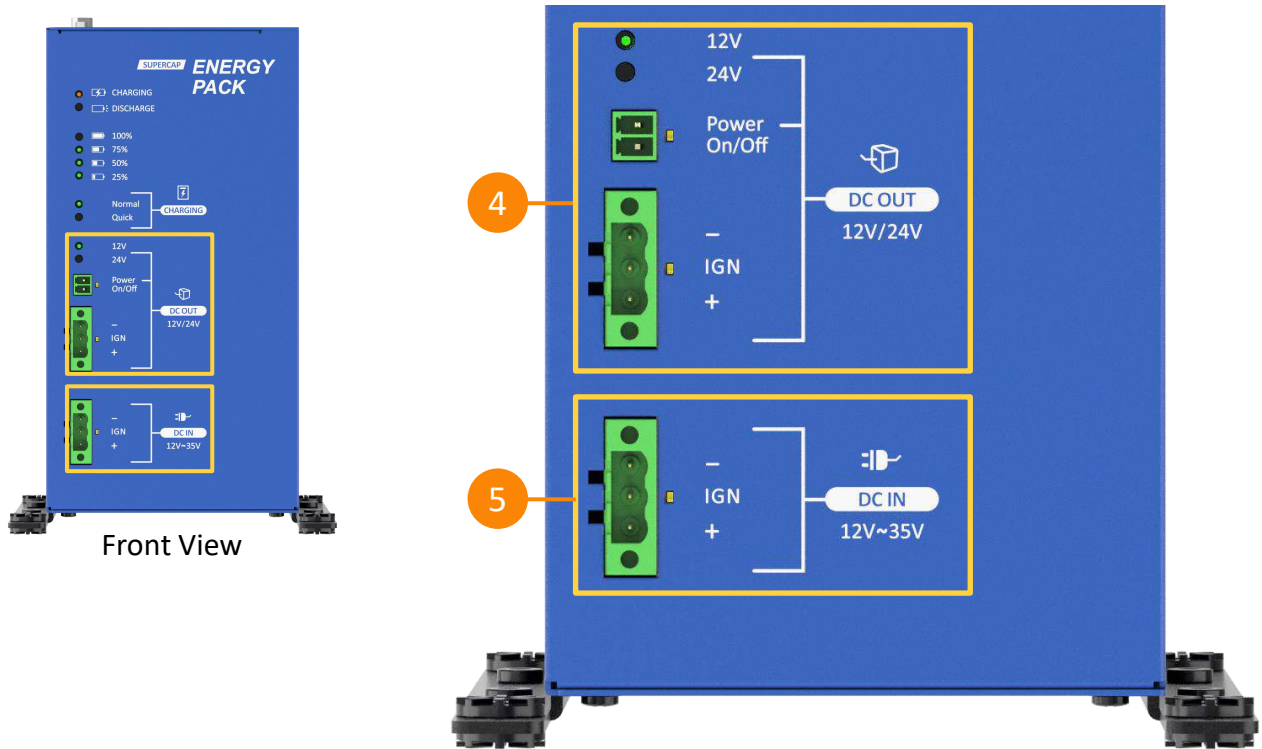 SUPERCAP ENERGY
PACK
CHARGING
DISCHARGE
100%
75%
50%
25%
Normal
Quick
CHARGING
12V
24V
Power
On/Off
DC OUT
12V/24V
–
IGN
+
–
IGN
+
DC IN
12V~35V
Front View
4
12V
24V
Power
On/Off
DC OUT
12V/24V
–
IGN
+
5
–
IGN
+
DC IN
12V~35V